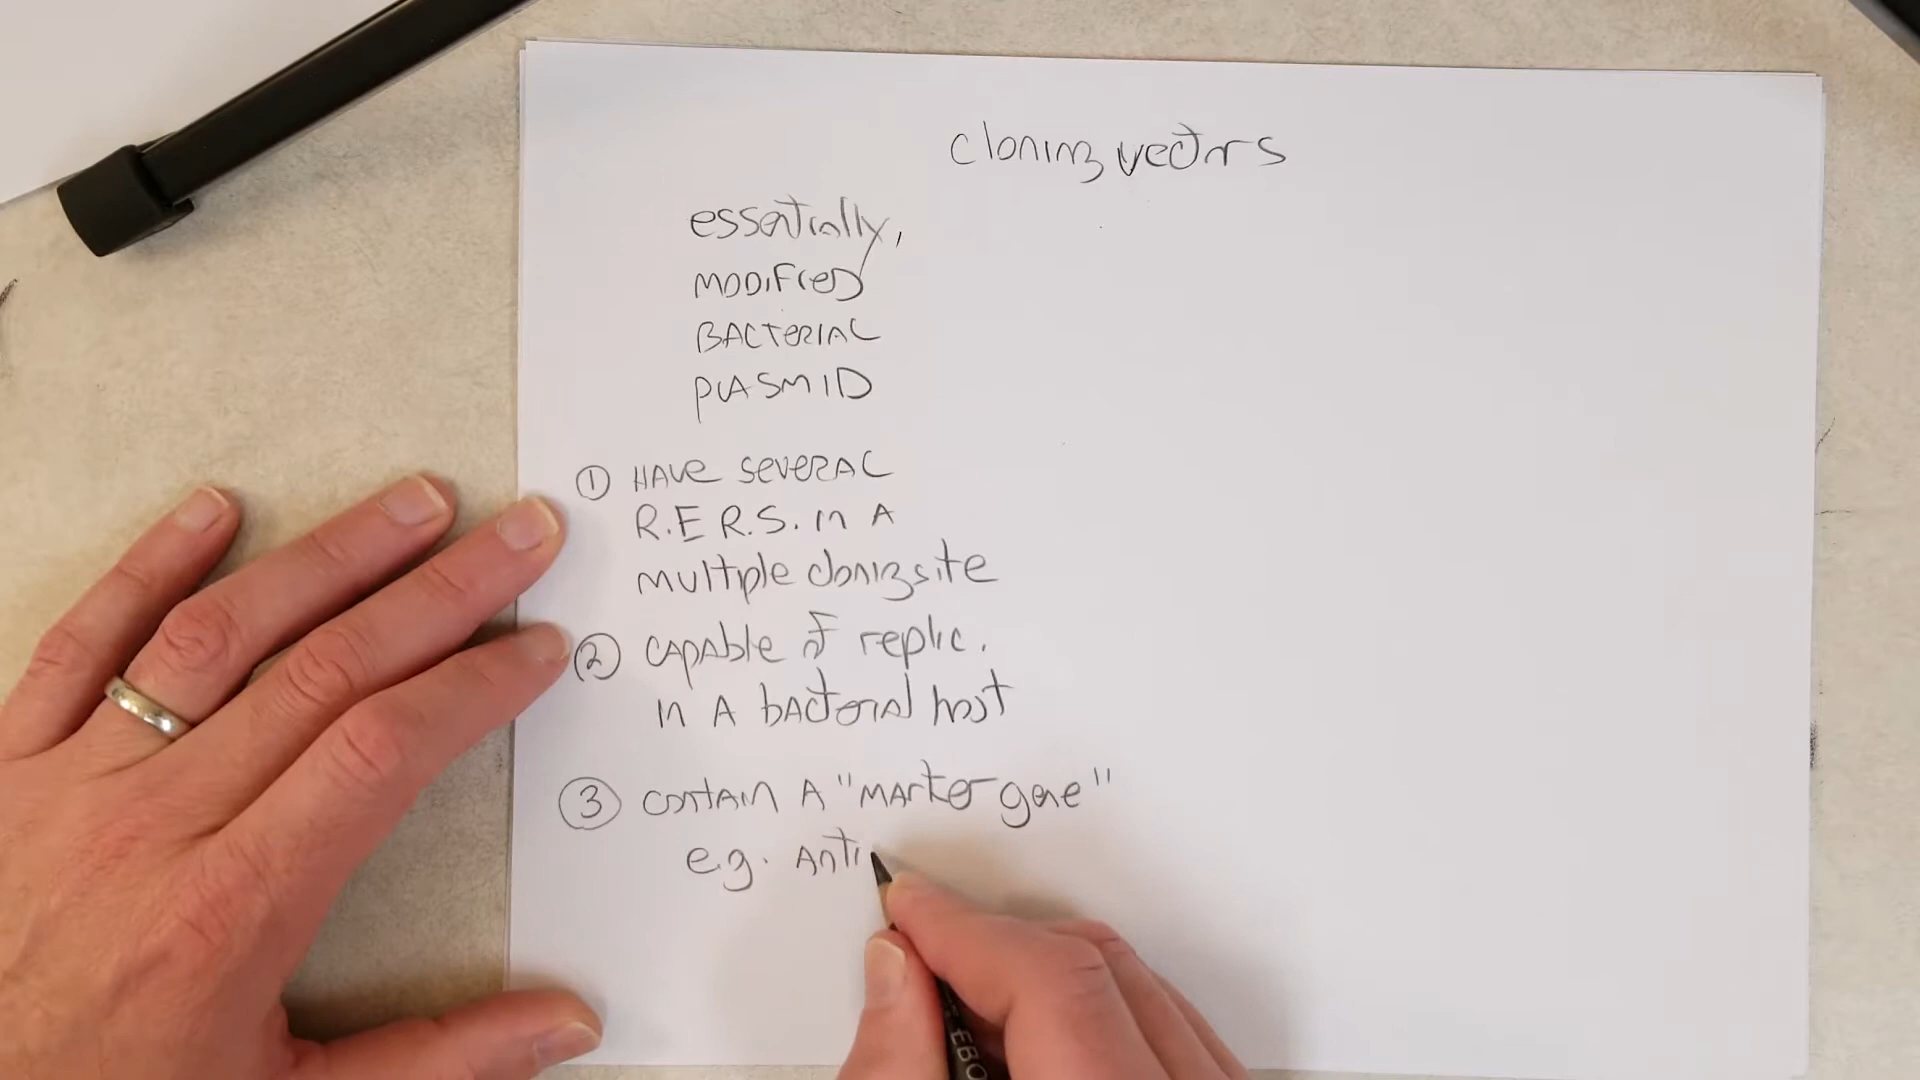 cloning vectors
essentially,
MODIFIED
BACTERIAL
PLASMID
① HAVE SEVERAL
R.E R.S. in A
multiple cloning site
② capable of replic.
in A bacterial host
③ contain A "marker gene"
e.g. Anti
EBO